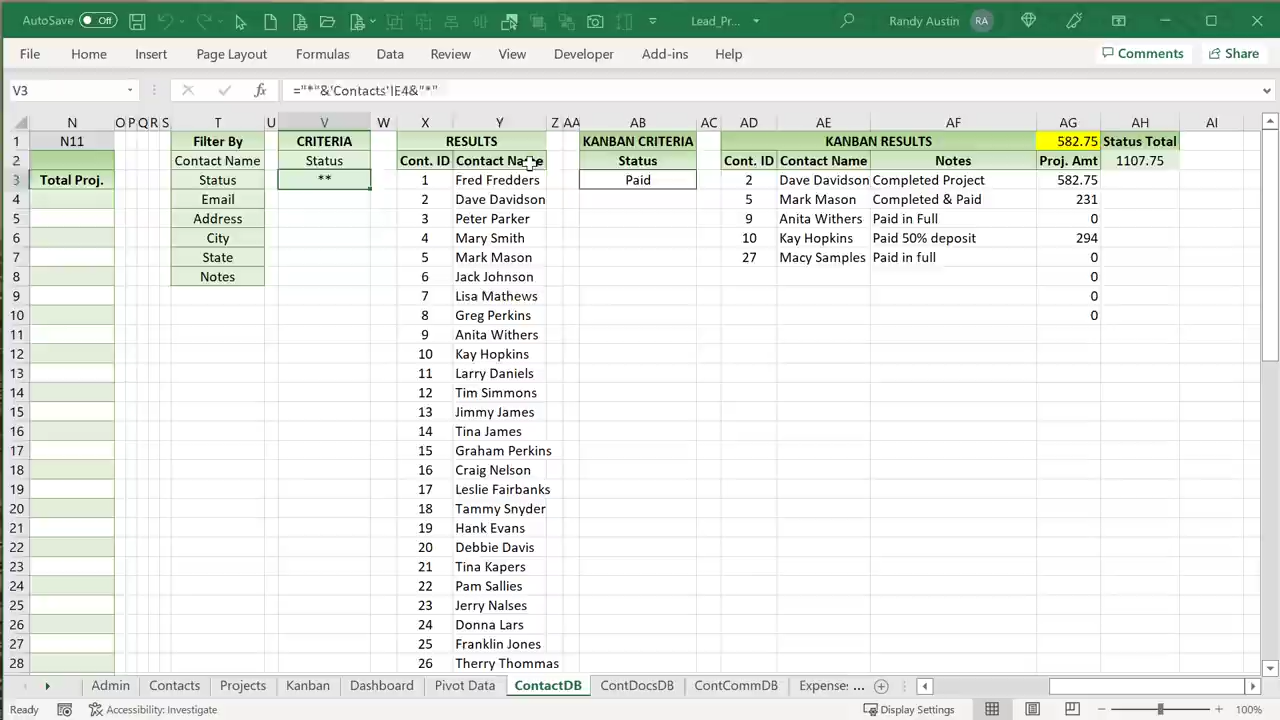 AutoSave Off Lead_Pr... Randy Austin RA
File Home Insert Page Layout Formulas Data Review View Developer Add-ins Help Comments Share
V3 fx ="*"&'Contacts'!E4&"*"
N O P Q R S T U V W X Y Z AA AB AC AD AE AF AG AH AI
1 N11 Filter By CRITERIA RESULTS KANBAN CRITERIA KANBAN RESULTS 582.75 Status Total
2 Contact Name Status Cont. ID Contact Name Status Cont. ID Contact Name Notes Proj. Amt 1107.75
3 Total Proj. Status ** 1 Fred Fredders Paid 2 Dave Davidson Completed Project 582.75
4 Email 2 Dave Davidson 5 Mark Mason Completed & Paid 231
5 Address 3 Peter Parker 9 Anita Withers Paid in Full 0
6 City 4 Mary Smith 10 Kay Hopkins Paid 50% deposit 294
7 State 5 Mark Mason 27 Macy Samples Paid in full 0
8 Notes 6 Jack Johnson 0
9 7 Lisa Mathews 0
10 8 Greg Perkins 0
11 9 Anita Withers
12 10 Kay Hopkins
13 11 Larry Daniels
14 12 Tim Simmons
15 13 Jimmy James
16 14 Tina James
17 15 Graham Perkins
18 16 Craig Nelson
19 17 Leslie Fairbanks
20 18 Tammy Snyder
21 19 Hank Evans
22 20 Debbie Davis
23 21 Tina Kapers
24 22 Pam Sallies
25 23 Jerry Nalses
26 24 Donna Lars
27 25 Franklin Jones
28 26 Therry Thommas
Admin Contacts Projects Kanban Dashboard Pivot Data ContactDB ContDocsDB ContCommDB Expense: ...
Ready Accessibility: Investigate Display Settings 100%